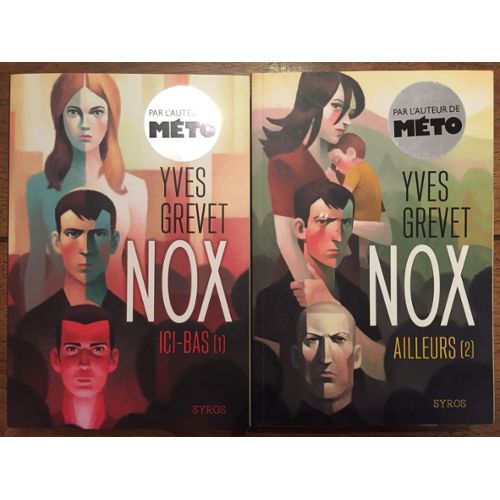 PAR L'AUTEUR
MÉTO
YVES
GREVET
NOX
ICI-BAS (1)
SYROS
PAR L'AUTEUR DE
MÉTO
YVES
GREVET
NOX
AILLEURS (2)
SYROS